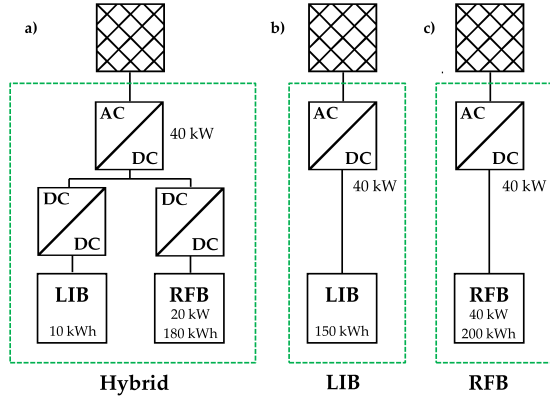 a)
AC
DC
40 kW
DC
DC
DC
DC
LIB
10 kWh
RFB
20 kW
180 kWh
Hybrid
b)
AC
DC
40 kW
LIB
150 kWh
LIB
c)
AC
DC
40 kW
RFB
40 kW
200 kWh
RFB